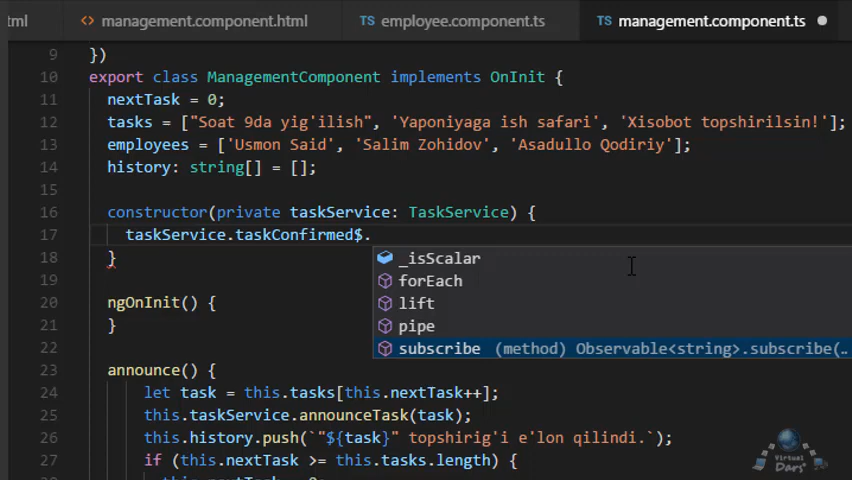 ml management.component.html TS employee.component.ts TS management.component.ts
9 })
10 export class ManagementComponent implements OnInit {
11 nextTask = 0;
12 tasks = ["Soat 9da yig'ilish", 'Yaponiyaga ish safari', 'Xisobot topshirilsin!'];
13 employees = ['Usmon Said', 'Salim Zohidov', 'Asadullo Qodiriy'];
14 history: string[] = [];
15
16 constructor(private taskService: TaskService) {
17 taskService.taskConfirmed$.
18 }
_isScalar
19
forEach
20 ngOnInit() {
lift
21 }
pipe
22
subscribe (method) Observable<string>.subscribe(…
23 announce() {
24 let task = this.tasks[this.nextTask++];
25 this.taskService.announceTask(task);
26 this.history.push(`"${task}" topshirig'i e'lon qilindi.`);
27 if (this.nextTask >= this.tasks.length) {
Virtual
Dars